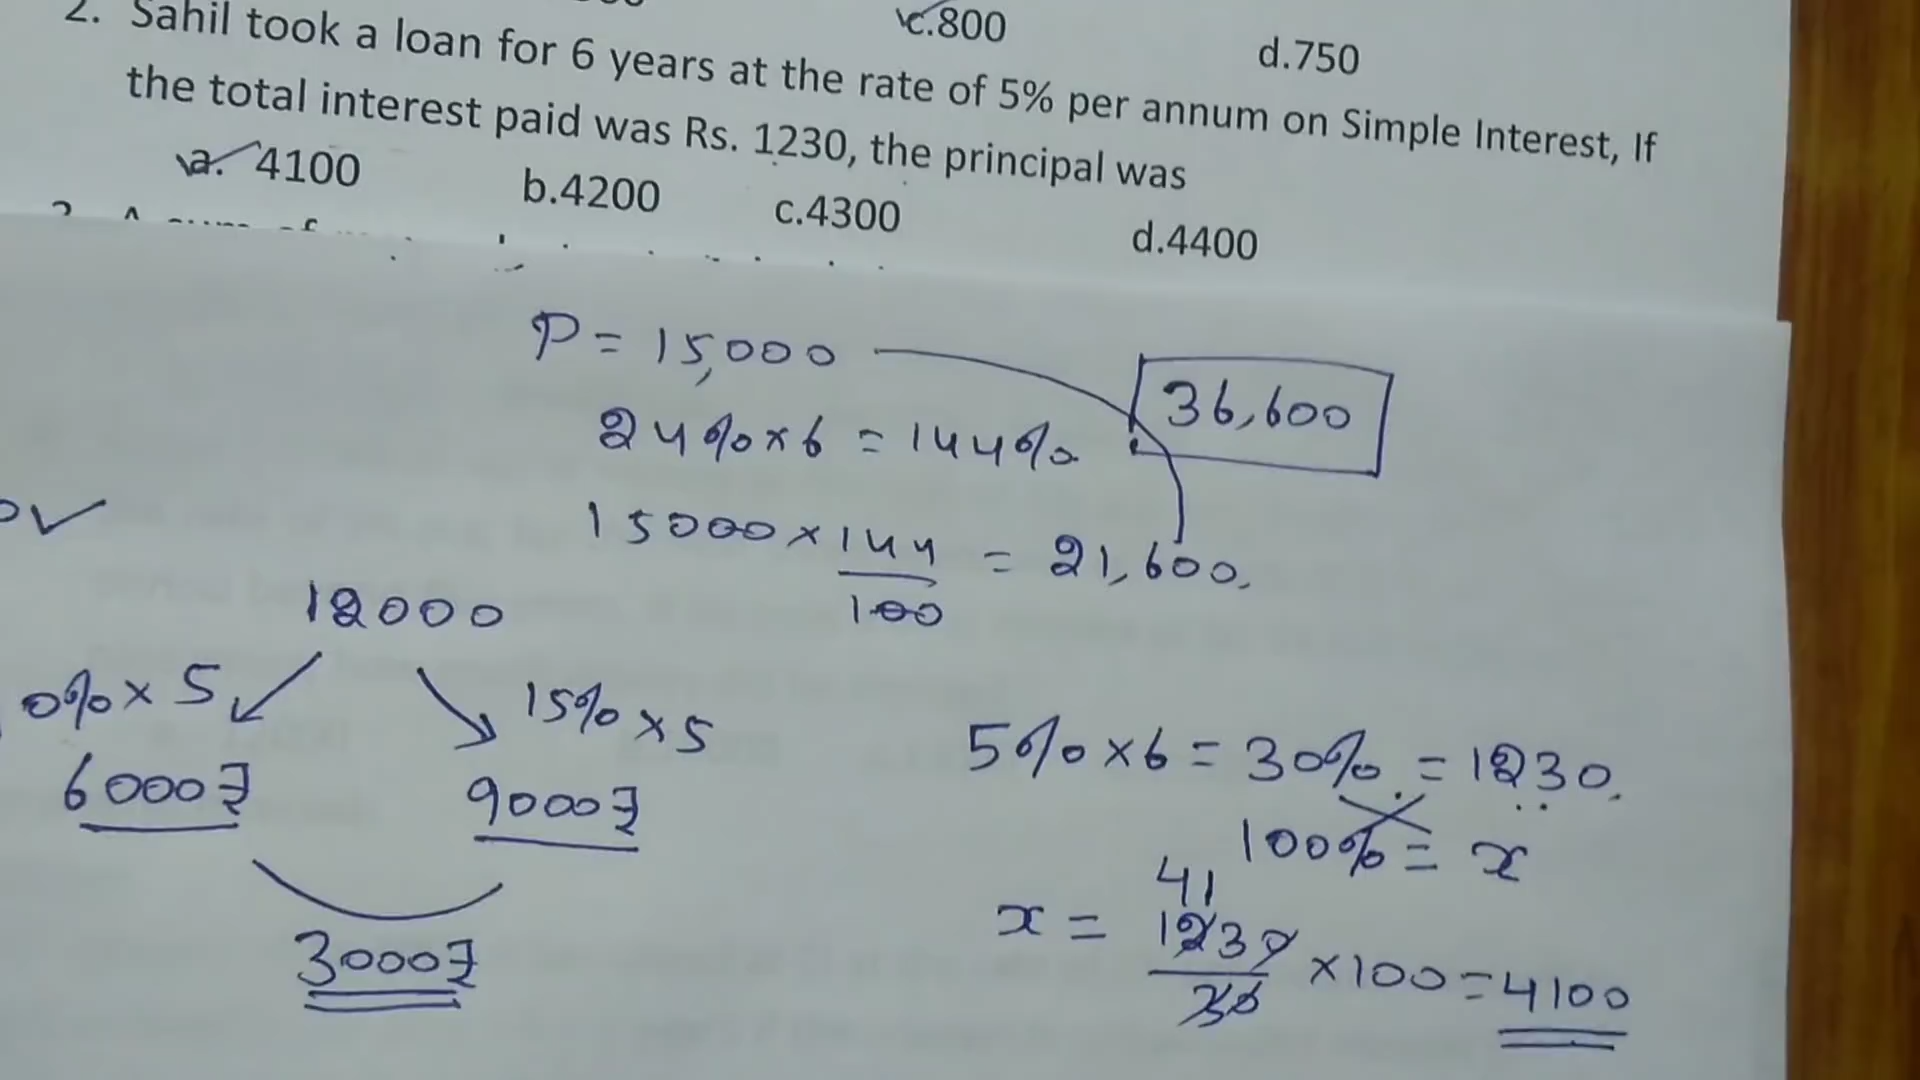 c.800
d.750
2. Sahil took a loan for 6 years at the rate of 5% per annum on Simple Interest, If
the total interest paid was Rs. 1230, the principal was
a. 4100 b.4200 c.4300 d.4400
P = 15,000
36,600
24% × 6 = 144%
15000 × 144/100 = 21,600.
12000
0% × 5
15% × 5
6000₹
9000₹
3000₹
5% × 6 = 30% = 1230.
100% = x
41
x = 1230/30 × 100 = 4100